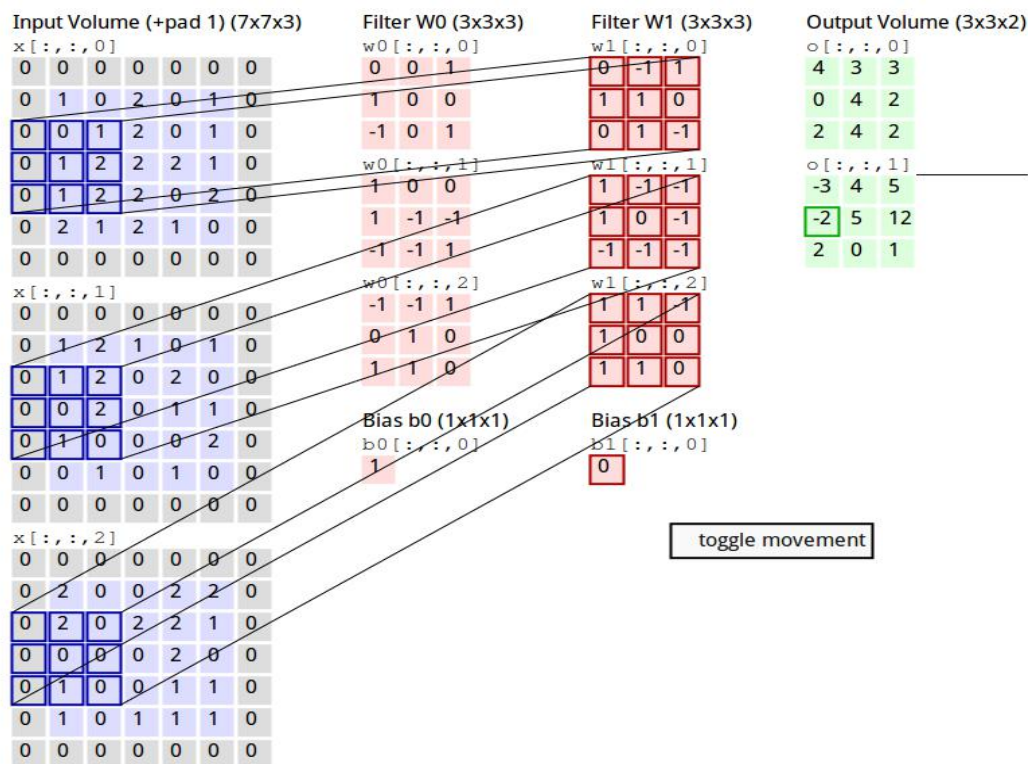 Input Volume (+pad 1) (7x7x3)
x[:,:,0]
0 0 0 0 0 0 0
0 1 0 2 0 1 0
0 0 1 2 0 1 0
0 1 2 2 2 1 0
0 1 2 2 0 2 0
0 2 1 2 1 0 0
0 0 0 0 0 0 0
x[:,:,1]
0 0 0 0 0 0 0
0 1 2 1 0 1 0
0 1 2 0 2 0 0
0 0 2 0 1 1 0
0 1 0 0 0 2 0
0 0 1 0 1 0 0
0 0 0 0 0 0 0
x[:,:,2]
0 0 0 0 0 0 0
0 2 0 0 2 2 0
0 2 0 2 2 1 0
0 0 0 0 2 0 0
0 1 0 0 1 1 0
0 1 0 1 1 1 0
0 0 0 0 0 0 0
Filter W0 (3x3x3)
w0[:,:,0]
0 0 1
1 0 0
-1 0 1
w0[:,:,1]
1 0 0
1 -1 -1
-1 -1 1
w0[:,:,2]
-1 -1 1
0 1 0
1 1 0
Bias b0 (1x1x1)
b0[:,:,0]
1
Filter W1 (3x3x3)
w1[:,:,0]
0 -1 1
1 1 0
0 1 -1
w1[:,:,1]
1 -1 -1
1 0 -1
-1 -1 -1
w1[:,:,2]
1 1 -1
1 0 0
1 1 0
Bias b1 (1x1x1)
b1[:,:,0]
0
Output Volume (3x3x2)
o[:,:,0]
4 3 3
0 4 2
2 4 2
o[:,:,1]
-3 4 5
-2 5 12
2 0 1
toggle movement